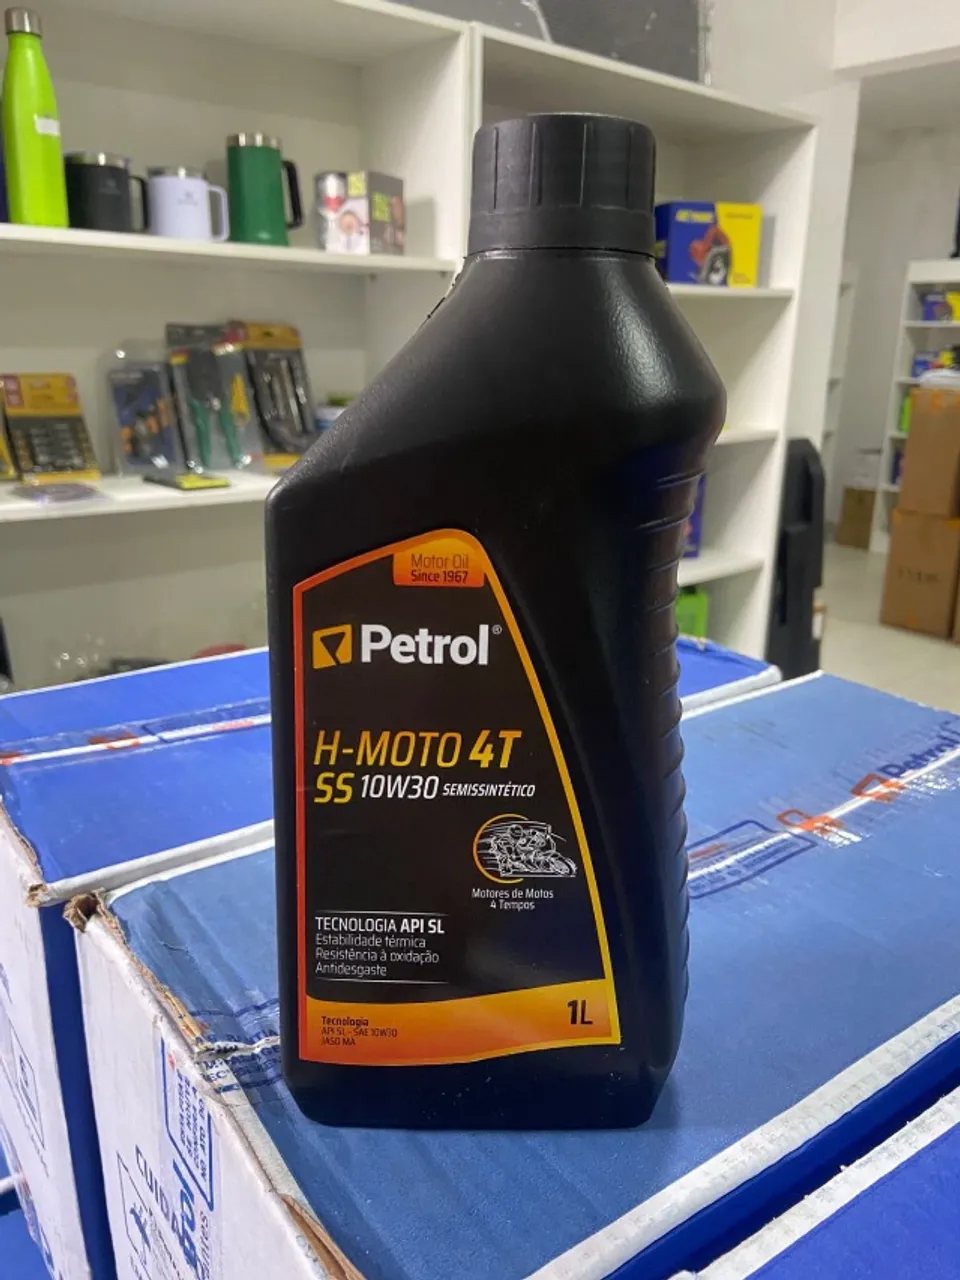 Motor Oil
Since 1967
Petrol®
H-MOTO 4T
SS 10W30 SEMISSINTÉTICO
Motores de Motos
4 Tempos
TECNOLOGIA API SL
Estabilidade térmica
Resistência à oxidação
Antidesgaste
1L
Tecnologia
API SL - SAE 10W30
JASO MA
Petrol
CUIDA